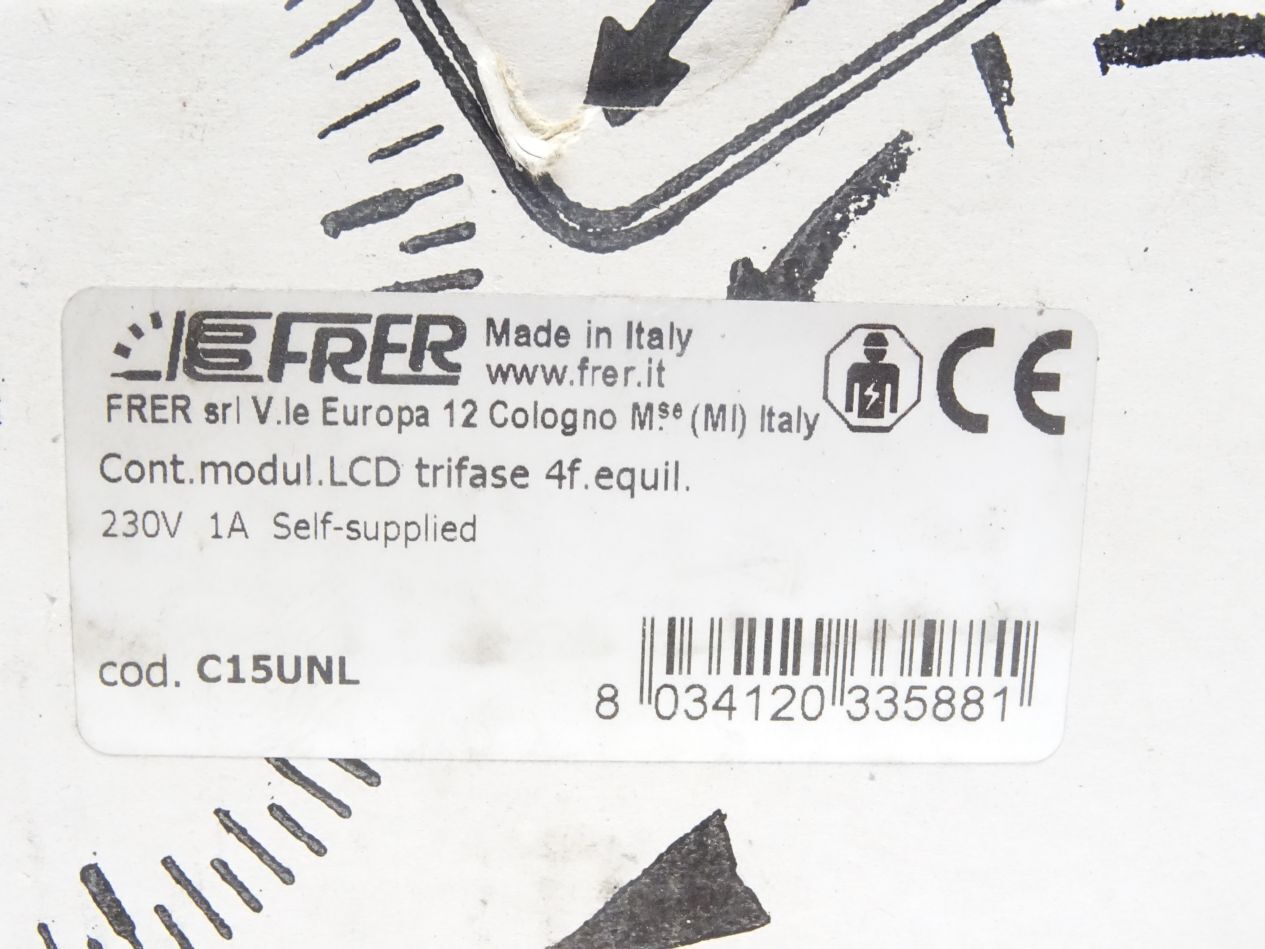 FRER Made in Italy
www.frer.it
FRER srl V.le Europa 12 Cologno M.se (MI) Italy
CE
Cont.modul.LCD trifase 4f.equil.
230V 1A Self-supplied
cod. C15UNL
8 034120 335881